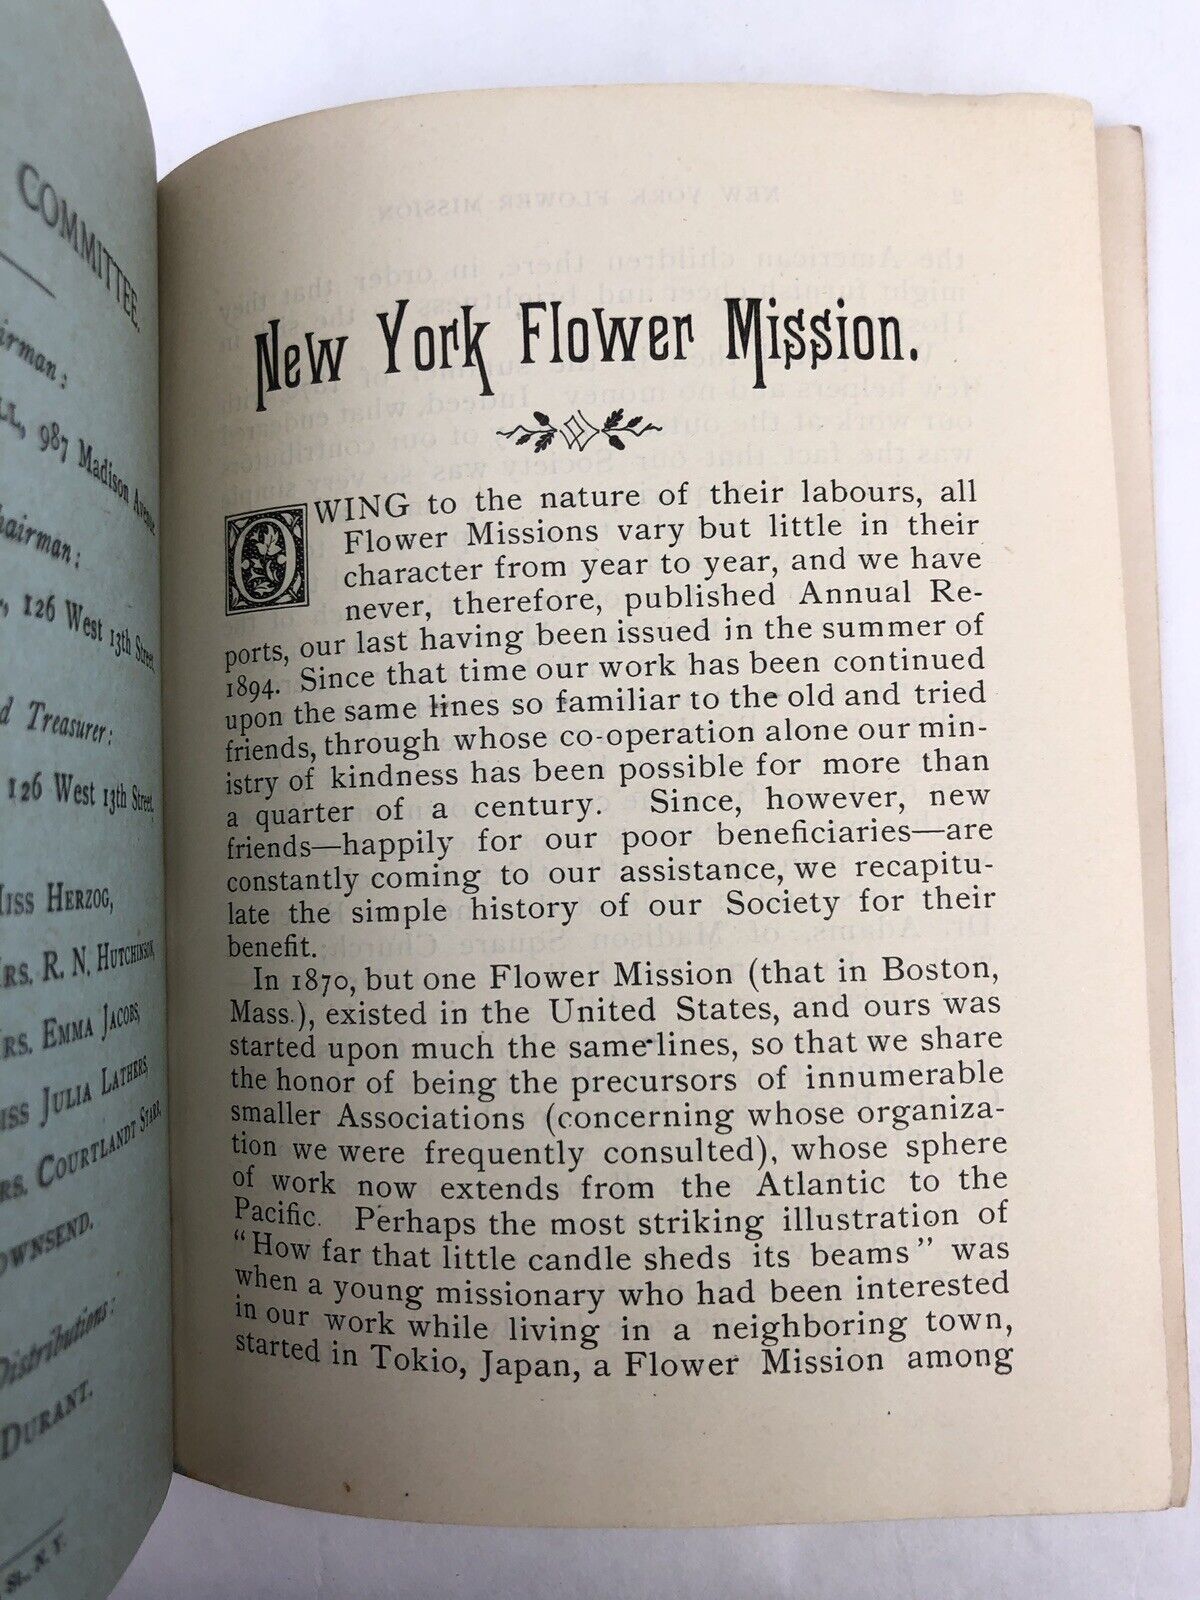 COMMITTEE.
987 Madison Avenue
126 West 13th Street,
Treasurer:
126 West 13th Street,
HERZOG,
R. N. HUTCHINSON,
EMMA JACOBS,
JULIA LATHERS,
COURTLANDT STARR,
Distributions:
DURANT.
St., N. Y.
New York Flower Mission.
OWING to the nature of their labours, all
Flower Missions vary but little in their
character from year to year, and we have
never, therefore, published Annual Re-
ports, our last having been issued in the summer of
1894. Since that time our work has been continued
upon the same lines so familiar to the old and tried
friends, through whose co-operation alone our min-
istry of kindness has been possible for more than
a quarter of a century. Since, however, new
friends—happily for our poor beneficiaries—are
constantly coming to our assistance, we recapitu-
late the simple history of our Society for their
benefit.
In 1870, but one Flower Mission (that in Boston,
Mass.), existed in the United States, and ours was
started upon much the same lines, so that we share
the honor of being the precursors of innumerable
smaller Associations (concerning whose organiza-
tion we were frequently consulted), whose sphere
of work now extends from the Atlantic to the
Pacific. Perhaps the most striking illustration of
"How far that little candle sheds its beams" was
when a young missionary who had been interested
in our work while living in a neighboring town,
started in Tokio, Japan, a Flower Mission among